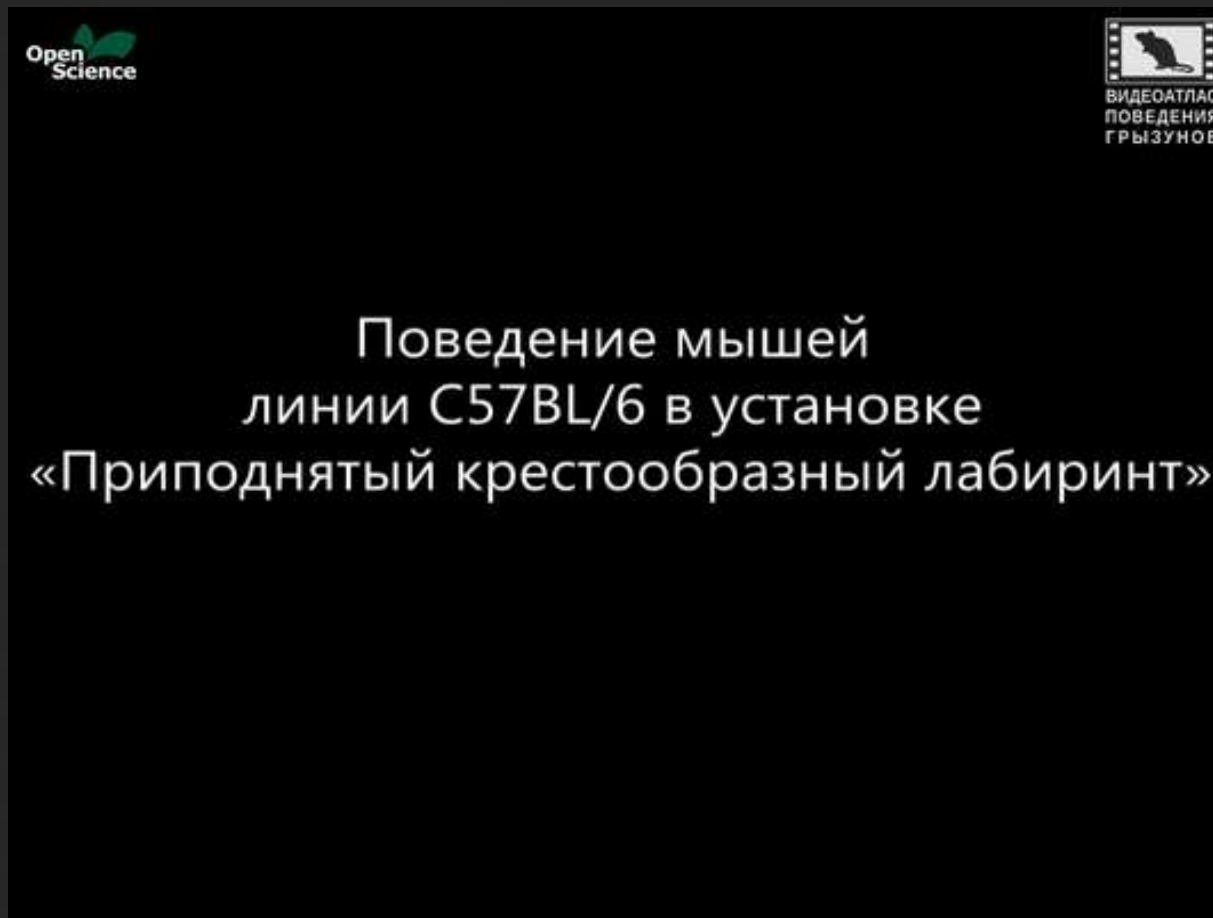 Open
Science
ВИДЕОАТЛАС
ПОВЕДЕНИЯ
ГРЫЗУНОВ
Поведение мышей
линии C57BL/6 в установке
«Приподнятый крестообразный лабиринт»